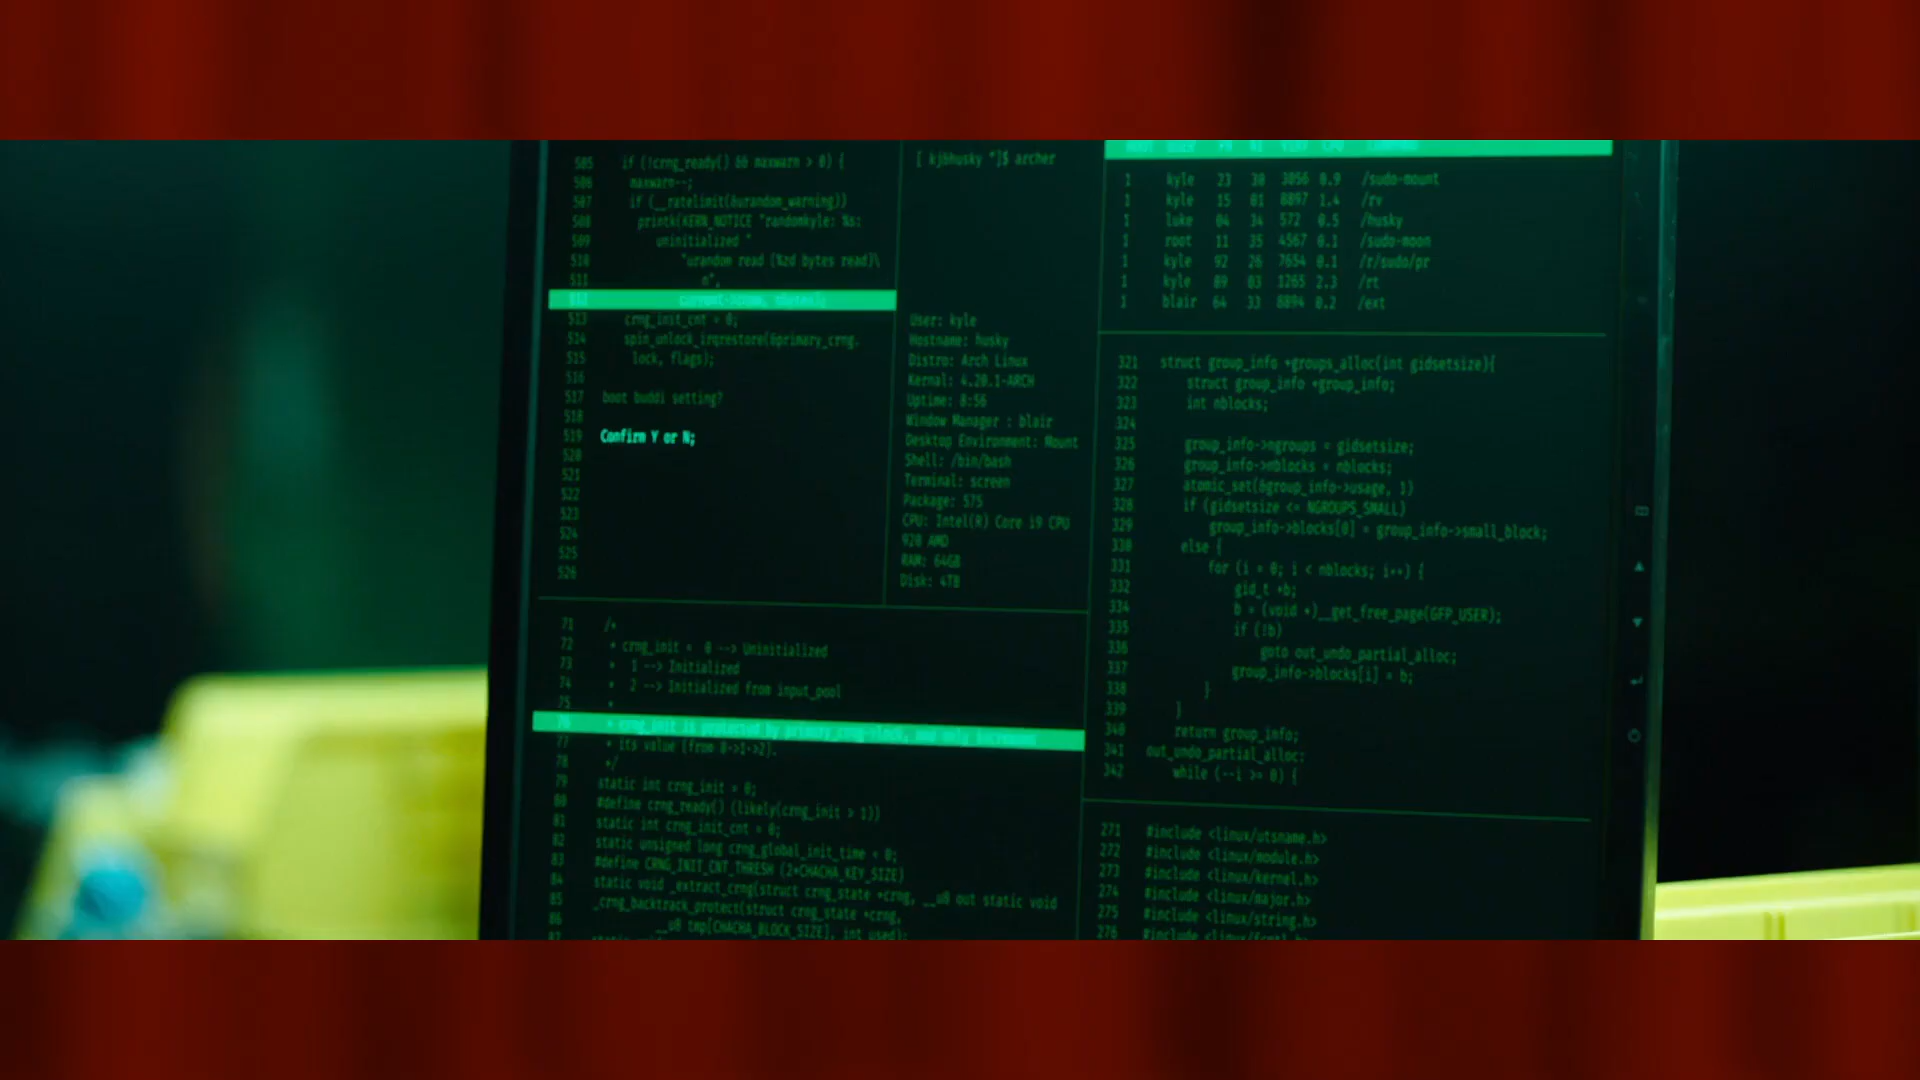 505 if (!crng_ready() && maxwarn > 0) {
506 maxwarn--;
507 if (__ratelimit(&urandom_warning))
508 printk(KERN_NOTICE "randomkyle: %s:
509 uninitialized "
510 "urandom read (%zd bytes read)\
511 n",
512
513 crng_init_cnt = 0;
514 spin_unlock_irqrestore(&primary_crng.
515 lock, flags);
516
517 boot buddi setting?
518
519 Confirm Y or N;
520
521
522
523
524
525
526
[ kj@husky ~]$ archer
User: kyle
Hostname: husky
Distro: Arch Linux
Kernal: 4.20.1-ARCH
Uptime: 8:56
Window Manager : blair
Desktop Environment: Mount
Shell: /bin/bash
Terminal: screen
Package: 575
CPU: Intel(R) Core i9 CPU
920 AMD
RAM: 64GB
Disk: 4TB
1 kyle 23 30 3056 0.9 /sudo-mount
1 kyle 15 01 8897 1.4 /rv
1 luke 04 34 572 0.5 /husky
1 root 11 35 4567 0.1 /sudo-moon
1 kyle 92 26 7654 0.1 /r/sudo/pr
1 kyle 89 03 1265 2.3 /rt
1 blair 64 33 8894 0.2 /ext
321 struct group_info *groups_alloc(int gidsetsize){
322 struct group_info *group_info;
323 int nblocks;
324
325 group_info->ngroups = gidsetsize;
326 group_info->nblocks = nblocks;
327 atomic_set(&group_info->usage, 1)
328 if (gidsetsize <= NGROUPS_SMALL)
329 group_info->blocks[0] = group_info->small_block;
330 else {
331 for (i = 0; i < nblocks; i++) {
332 gid_t *b;
334 b = (void *)__get_free_page(GFP_USER);
335 if (!b)
336 goto out_undo_partial_alloc;
337 group_info->blocks[i] = b;
338 }
339 }
340 return group_info;
341 out_undo_partial_alloc:
342 while (--i >= 0) {
71 /*
72 * crng_init = 0 --> Uninitialized
73 * 1 --> Initialized
74 * 2 --> Initialized from input_pool
75 *
76 * crng_init is protected by primary_crng->lock, and only increases
77 * its value (from 0->1->2).
78 */
79 static int crng_init = 0;
80 #define crng_ready() (likely(crng_init > 1))
81 static int crng_init_cnt = 0;
82 static unsigned long crng_global_init_time = 0;
83 #define CRNG_INIT_CNT_THRESH (2*CHACHA_KEY_SIZE)
84 static void _extract_crng(struct crng_state *crng, __u8 out static void
85 _crng_backtrack_protect(struct crng_state *crng,
86 __u8 tmp[CHACHA_BLOCK_SIZE], int used);
87
271 #include <linux/utsname.h>
272 #include <linux/module.h>
273 #include <linux/kernel.h>
274 #include <linux/major.h>
275 #include <linux/string.h>
276 #include